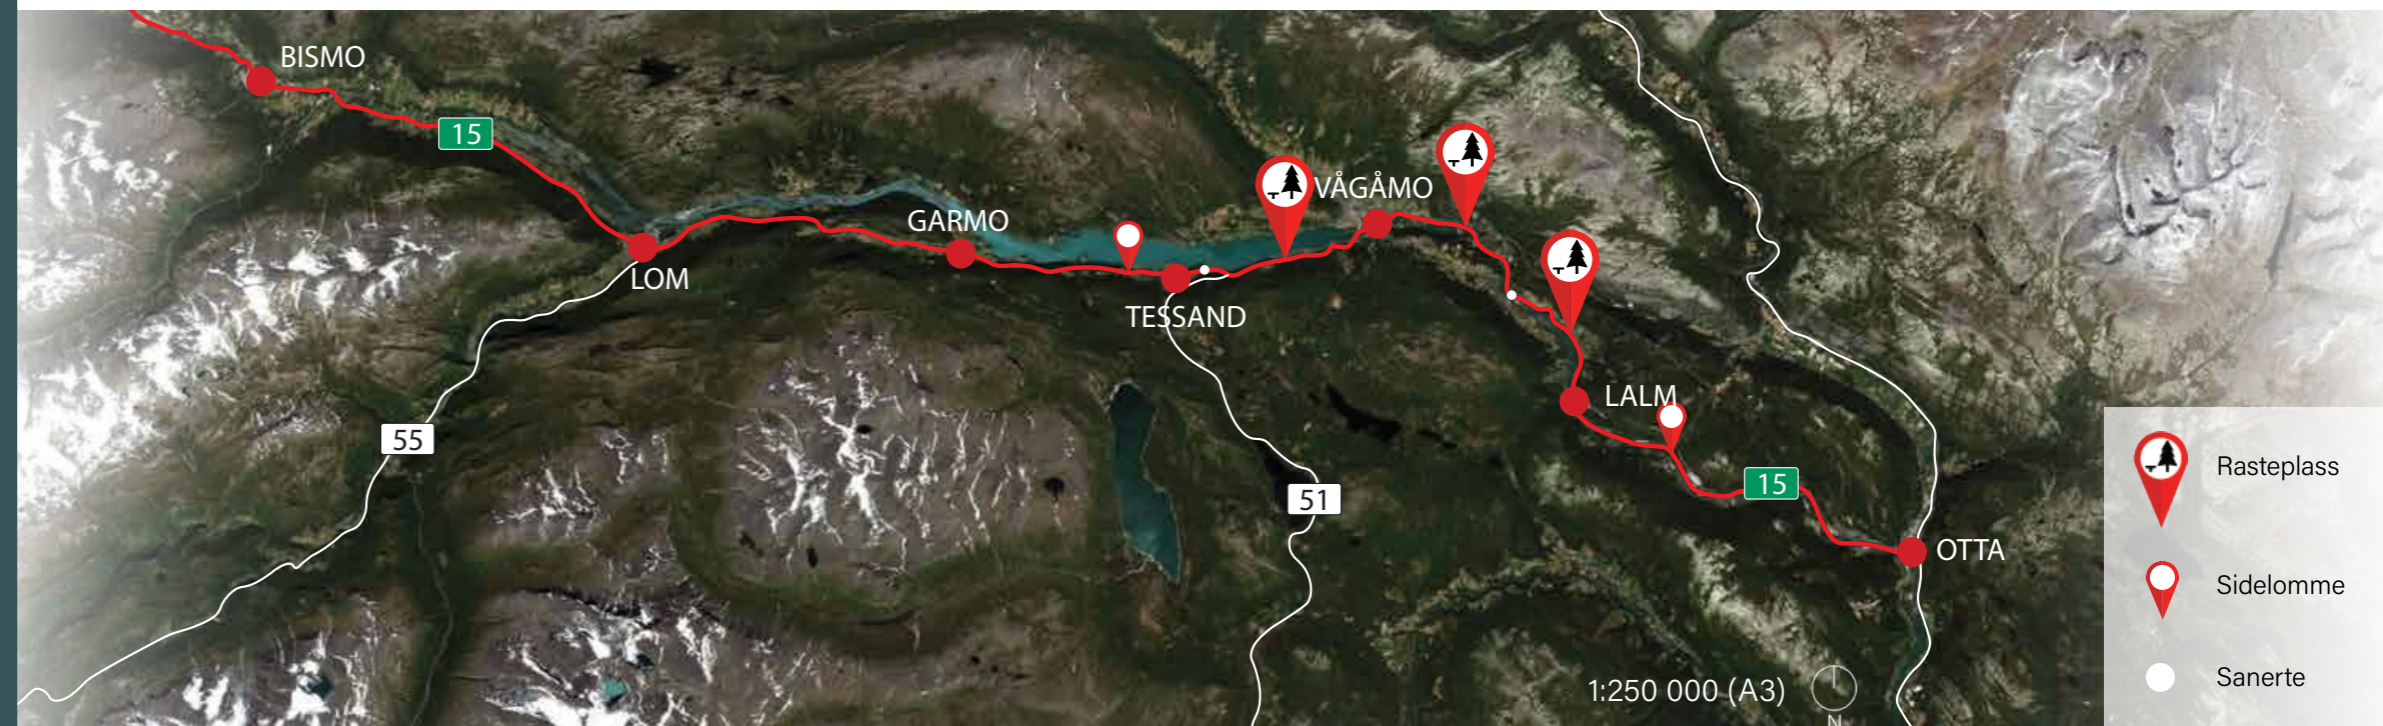 BISMO
15
VÅGÅMO
GARMO
LOM
TESSAND
LALM
55
15
51
OTTA
Rasteplass
Sidelomme
Sanerte
1:250 000 (A3)
N